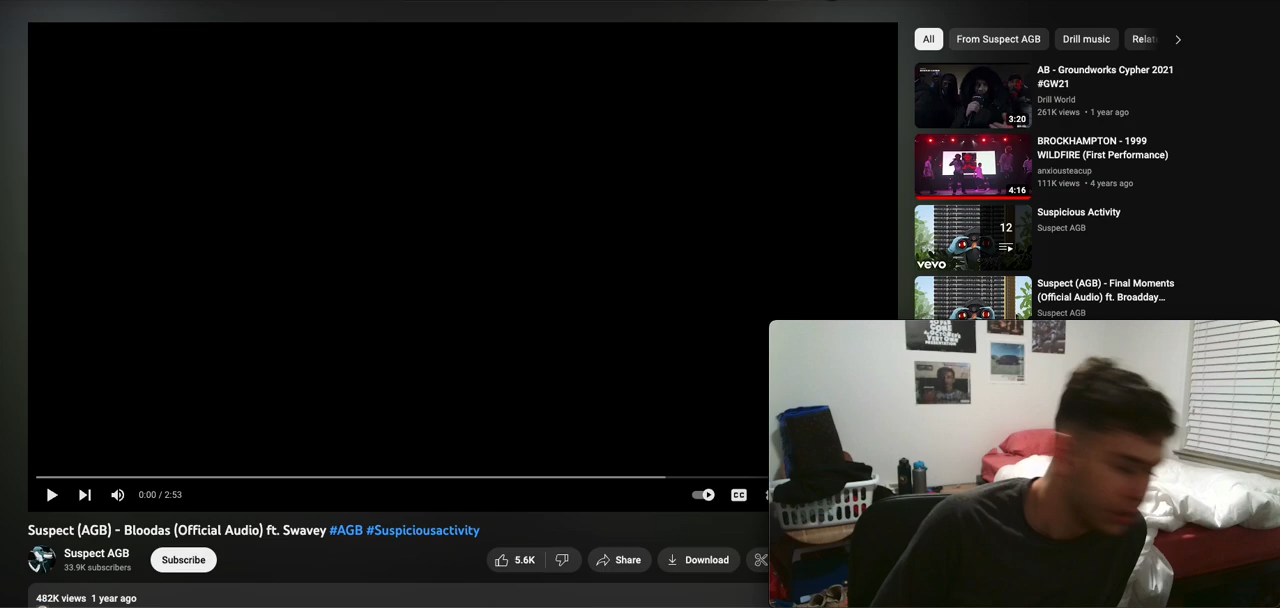 All
From Suspect AGB
Drill music
AB - Groundworks Cypher 2021
#GW21
Drill World
261K views • 1 year ago
3:20
BROCKHAMPTON - 1999
WILDFIRE (First Performance)
anxiousteacup
111K views • 4 years ago
4:16
Suspicious Activity
Suspect AGB
12
vevo
Suspect (AGB) - Final Moments
(Official Audio) ft. Broadday...
Suspect AGB
0:00 / 2:53
CC
Suspect (AGB) - Bloodas (Official Audio) ft. Swavey #AGB #Suspiciousactivity
Suspect AGB
33.9K subscribers
Subscribe
5.6K
Share
Download
482K views 1 year ago